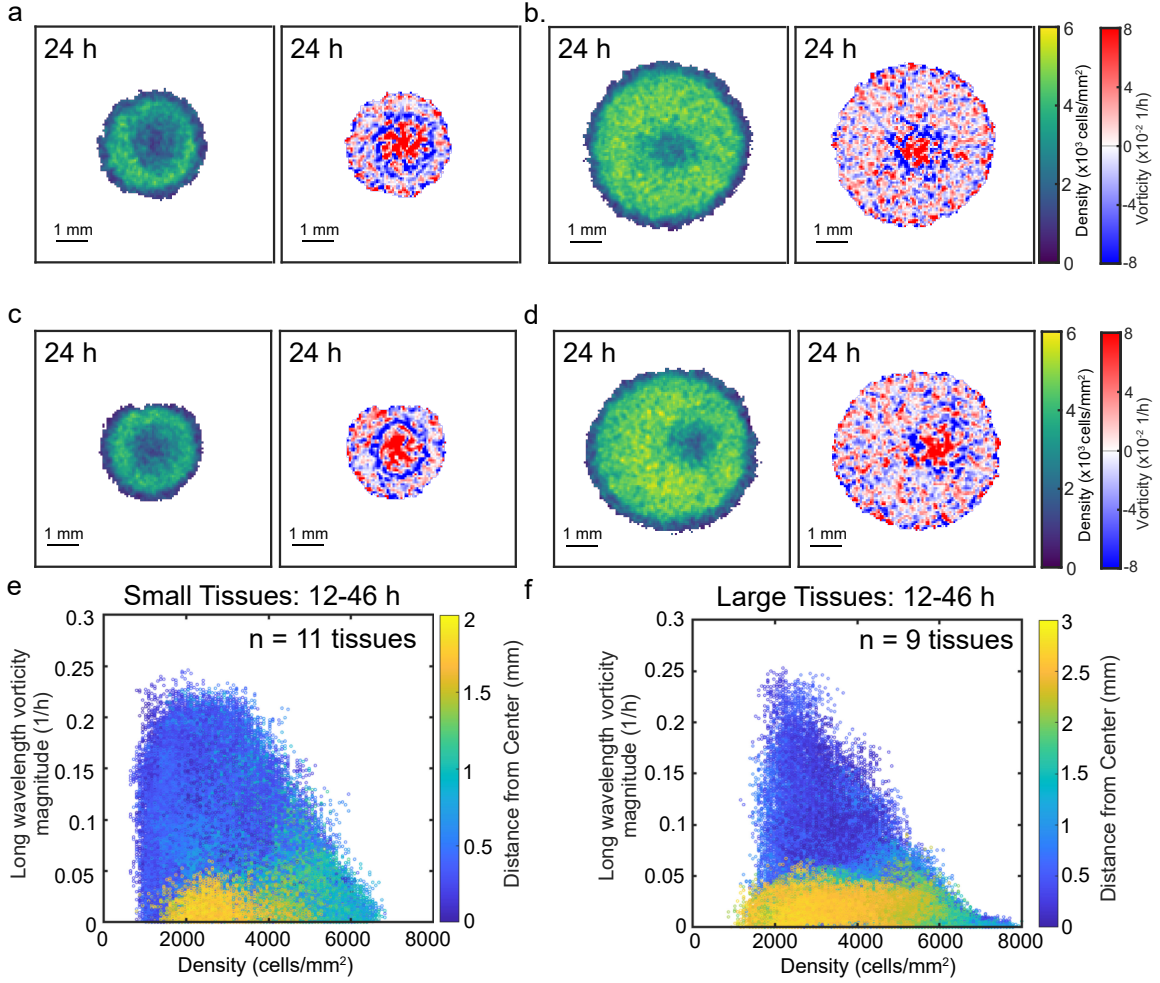 a
24 h
1 mm
24 h
1 mm
b.
24 h
1 mm
24 h
1 mm
6
4
2
0
Density (x10³ cells/mm²)
8
4
0
-4
-8
Vorticity (x10⁻² 1/h)
c
24 h
1 mm
24 h
1 mm
d
24 h
1 mm
24 h
1 mm
6
4
2
0
Density (x10³ cells/mm²)
8
4
0
-4
-8
Vorticity (x10⁻² 1/h)
e
Small Tissues: 12-46 h
n = 11 tissues
Long wavelength vorticity
magnitude (1/h)
0.3
0.25
0.2
0.15
0.1
0.05
0
0 2000 4000 6000 8000
Density (cells/mm²)
2
1.5
1
0.5
0
Distance from Center (mm)
f
Large Tissues: 12-46 h
n = 9 tissues
Long wavelength vorticity
magnitude (1/h)
0.3
0.25
0.2
0.15
0.1
0.05
0
0 2000 4000 6000 8000
Density (cells/mm²)
3
2.5
2
1.5
1
0.5
0
Distance from Center (mm)